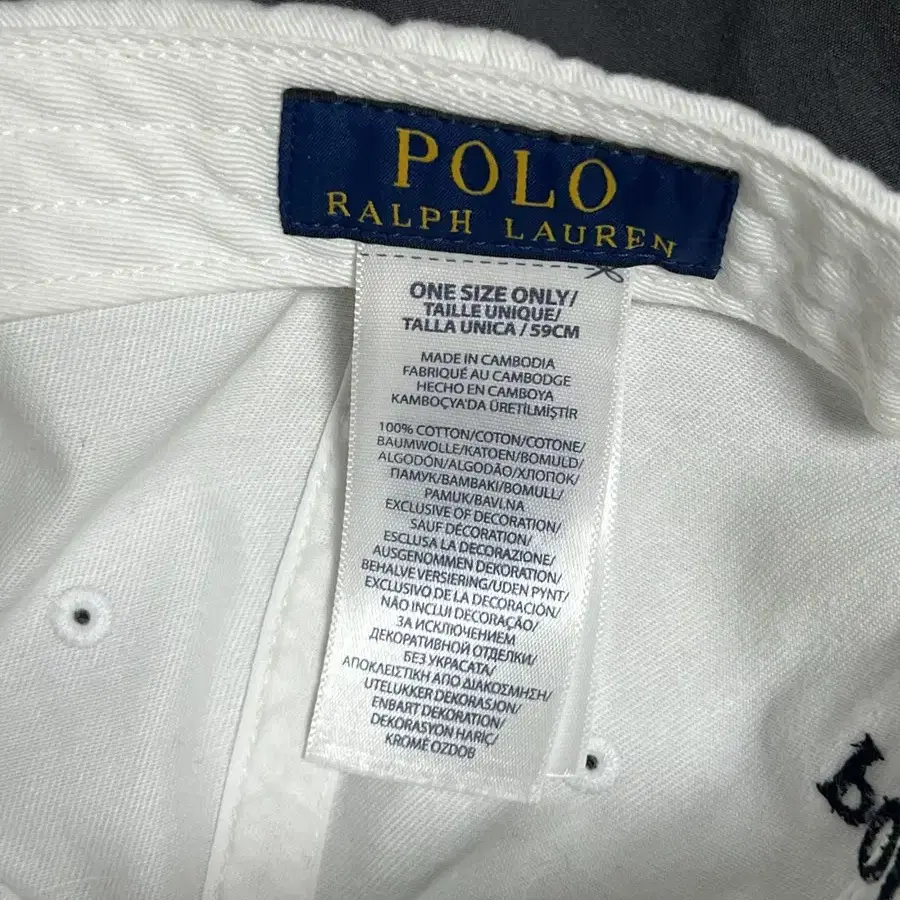 POLO
RALPH LAUREN
ONE SIZE ONLY/
TAILLE UNIQUE/
TALLA UNICA / 59CM
MADE IN CAMBODIA
FABRIQUÉ AU CAMBODGE
HECHO EN CAMBOYA
KAMBOÇYA'DA ÜRETİLMİŞTİR
100% COTTON/COTON/COTONE/
BAUMWOLLE/KATOEN/BOMULD/
ALGODÓN/ALGODÃO/ХЛОПОК/
ПАМУК/BAMBAKI/BOMULL/
PAMUK/BAVLNA
EXCLUSIVE OF DECORATION/
SAUF DÉCORATION/
ESCLUSA LA DECORAZIONE/
AUSGENOMMEN DEKORATION/
BEHALVE VERSIERING/UDEN PYNT/
EXCLUSIVO DE LA DECORACIÓN/
NÃO INCLUI DECORAÇÃO/
ЗА ИСКЛЮЧЕНИЕМ
ДЕКОРАТИВНОЙ ОТДЕЛКИ/
БЕЗ УКРАСАТА/
ΑΠΟΚΛΕΙΣΤΙΚΗ ΑΠΟ ΔΙΑΚΟΣΜΗΣΗ/
UTELUKKER DEKORASJON/
ENBART DEKORATION/
DEKORASYON HARİÇ/
KROMĚ OZDOB